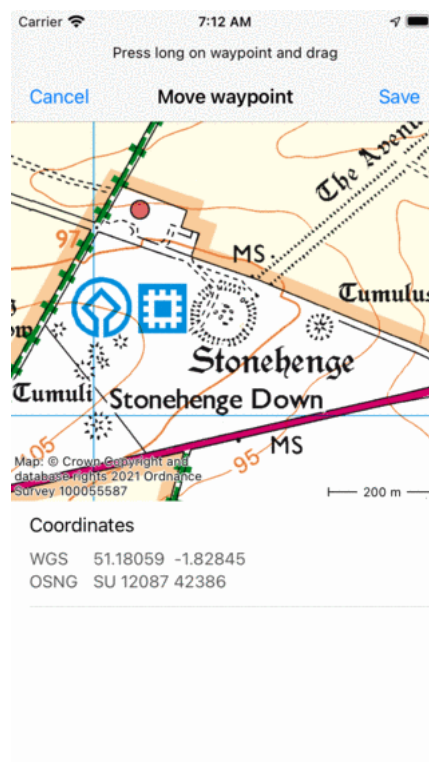 Carrier 7:12 AM
Press long on waypoint and drag
Cancel Move waypoint Save
The Avenu
97
MS
Tumulus
Stonehenge
Tumuli
Stonehenge Down
MS
05
95
Map: © Crown Copyright and
database rights 2021 Ordnance
Survey 100055587
200 m
Coordinates
WGS 51.18059 -1.82845
OSNG SU 12087 42386